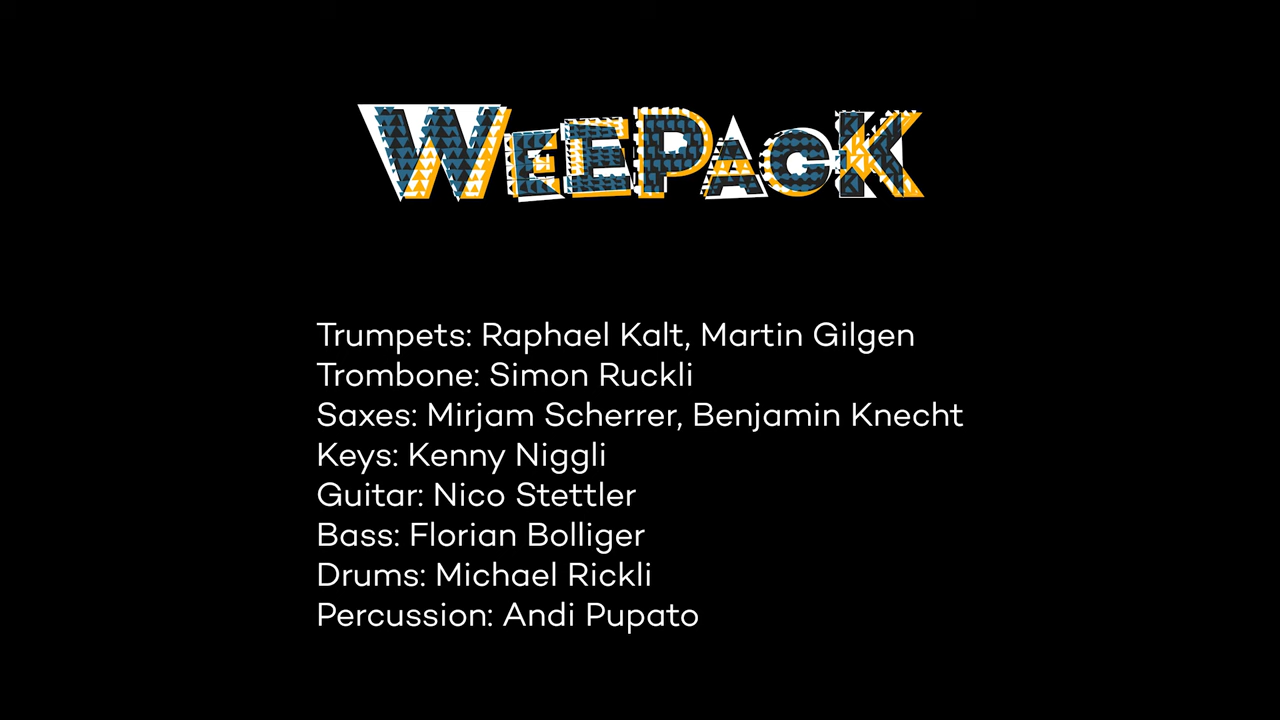 WEEPACK
Trumpets: Raphael Kalt, Martin Gilgen
Trombone: Simon Ruckli
Saxes: Mirjam Scherrer, Benjamin Knecht
Keys: Kenny Niggli
Guitar: Nico Stettler
Bass: Florian Bolliger
Drums: Michael Rickli
Percussion: Andi Pupato